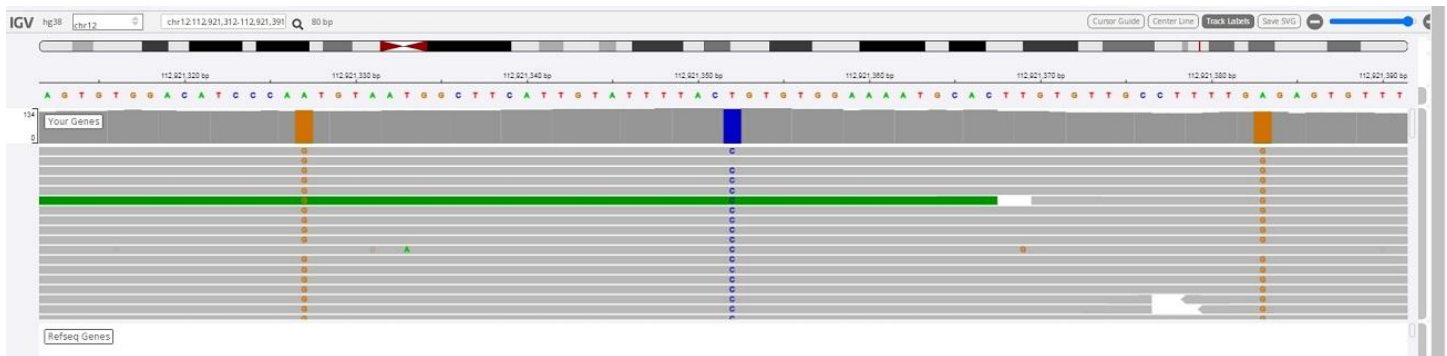 IGV hg38 chr12 chr12:112,921,312-112,921,391 80 bp Cursor Guide Center Line Track Labels Save SVG
112,921,320 bp 112,921,330 bp 112,921,340 bp 112,921,350 bp 112,921,360 bp 112,921,370 bp 112,921,380 bp 112,921,390 bp
A G T G T G G A C A T C C C A A T G T A A T G G C T T C A T T G T A T T T T A C T G T G T G G A A A A T G C A C T T G T G T T G C C T T T T G A G A G T G T T T
134
Your Genes
0
G C G
G G
G C G
G C G
G C G
G C G
G C G
G C G
G C G
G C G
G A C G
G C G
G C G
G C G
G C G
G C G
G C G
Refseq Genes